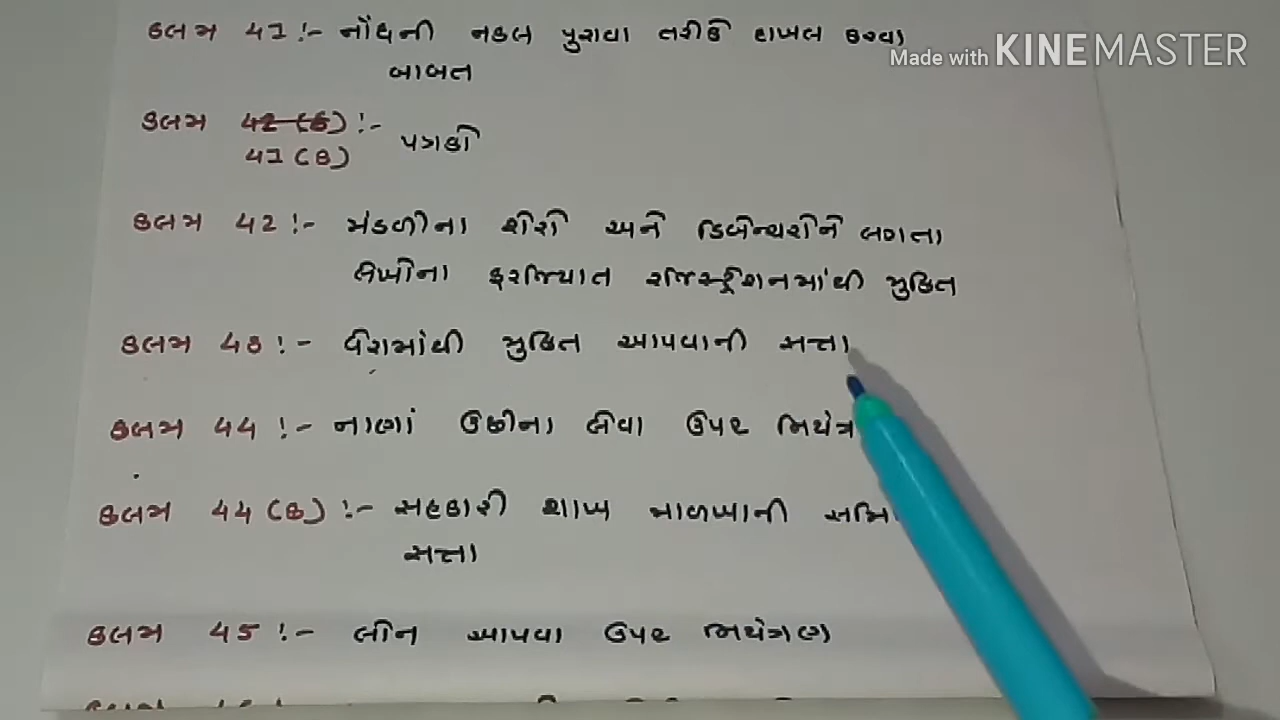 કલમ 41 :- નોંધની નકલ પુરાવા તરીકે દાખલ કરવા
બાબત
Made with KINEMASTER
કલમ 42(ક) :-
41(ક) પગારો
કલમ 42 :- મંડળીના શેરો અને ડિબેન્ચરોને લગતા
લેખોના ફરજિયાત રજિસ્ટ્રેશનમાંથી મુક્તિ
કલમ 43 :- વેરામાંથી મુક્તિ આપવાની સત્તા
કલમ 44 :- નાણાં ઉછીના લેવા ઉપર નિયંત્ર
કલમ 44(ક) :- સહકારી શાખ માળખાની સમિ
સત્તા
કલમ 45 :- લોન આપવા ઉપર નિયંત્રણ